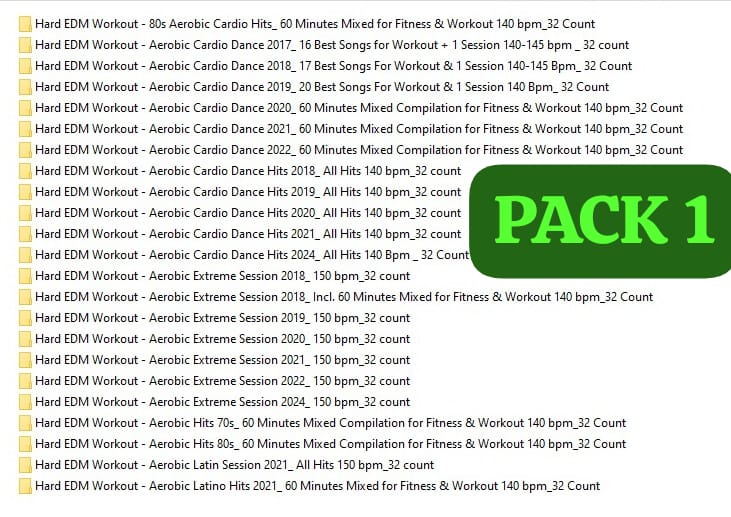 Hard EDM Workout - 80s Aerobic Cardio Hits_ 60 Minutes Mixed for Fitness & Workout 140 bpm_32 Count
Hard EDM Workout - Aerobic Cardio Dance 2017_ 16 Best Songs for Workout + 1 Session 140-145 bpm _ 32 count
Hard EDM Workout - Aerobic Cardio Dance 2018_ 17 Best Songs For Workout & 1 Session 140-145 Bpm_ 32 Count
Hard EDM Workout - Aerobic Cardio Dance 2019_ 20 Best Songs For Workout & 1 Session 140 Bpm_ 32 Count
Hard EDM Workout - Aerobic Cardio Dance 2020_ 60 Minutes Mixed Compilation for Fitness & Workout 140 bpm_32 Count
Hard EDM Workout - Aerobic Cardio Dance 2021_ 60 Minutes Mixed Compilation for Fitness & Workout 140 bpm_32 Count
Hard EDM Workout - Aerobic Cardio Dance 2022_ 60 Minutes Mixed Compilation for Fitness & Workout 140 bpm_32 Count
Hard EDM Workout - Aerobic Cardio Dance Hits 2018_ All Hits 140 bpm_32 count
Hard EDM Workout - Aerobic Cardio Dance Hits 2019_ All Hits 140 bpm_32 count
Hard EDM Workout - Aerobic Cardio Dance Hits 2020_ All Hits 140 bpm_32 count
Hard EDM Workout - Aerobic Cardio Dance Hits 2021_ All Hits 140 bpm_32 count
Hard EDM Workout - Aerobic Cardio Dance Hits 2024_ All Hits 140 Bpm _ 32 Count
PACK 1
Hard EDM Workout - Aerobic Extreme Session 2018_ 150 bpm_32 count
Hard EDM Workout - Aerobic Extreme Session 2018_ Incl. 60 Minutes Mixed for Fitness & Workout 140 bpm_32 Count
Hard EDM Workout - Aerobic Extreme Session 2019_ 150 bpm_32 count
Hard EDM Workout - Aerobic Extreme Session 2020_ 150 bpm_32 count
Hard EDM Workout - Aerobic Extreme Session 2021_ 150 bpm_32 count
Hard EDM Workout - Aerobic Extreme Session 2022_ 150 bpm_32 count
Hard EDM Workout - Aerobic Extreme Session 2024_ 150 bpm_32 count
Hard EDM Workout - Aerobic Hits 70s_ 60 Minutes Mixed Compilation for Fitness & Workout 140 bpm_32 Count
Hard EDM Workout - Aerobic Hits 80s_ 60 Minutes Mixed Compilation for Fitness & Workout 140 bpm_32 Count
Hard EDM Workout - Aerobic Latin Session 2021_ All Hits 150 bpm_32 count
Hard EDM Workout - Aerobic Latino Hits 2021_ 60 Minutes Mixed for Fitness & Workout 140 bpm_32 Count